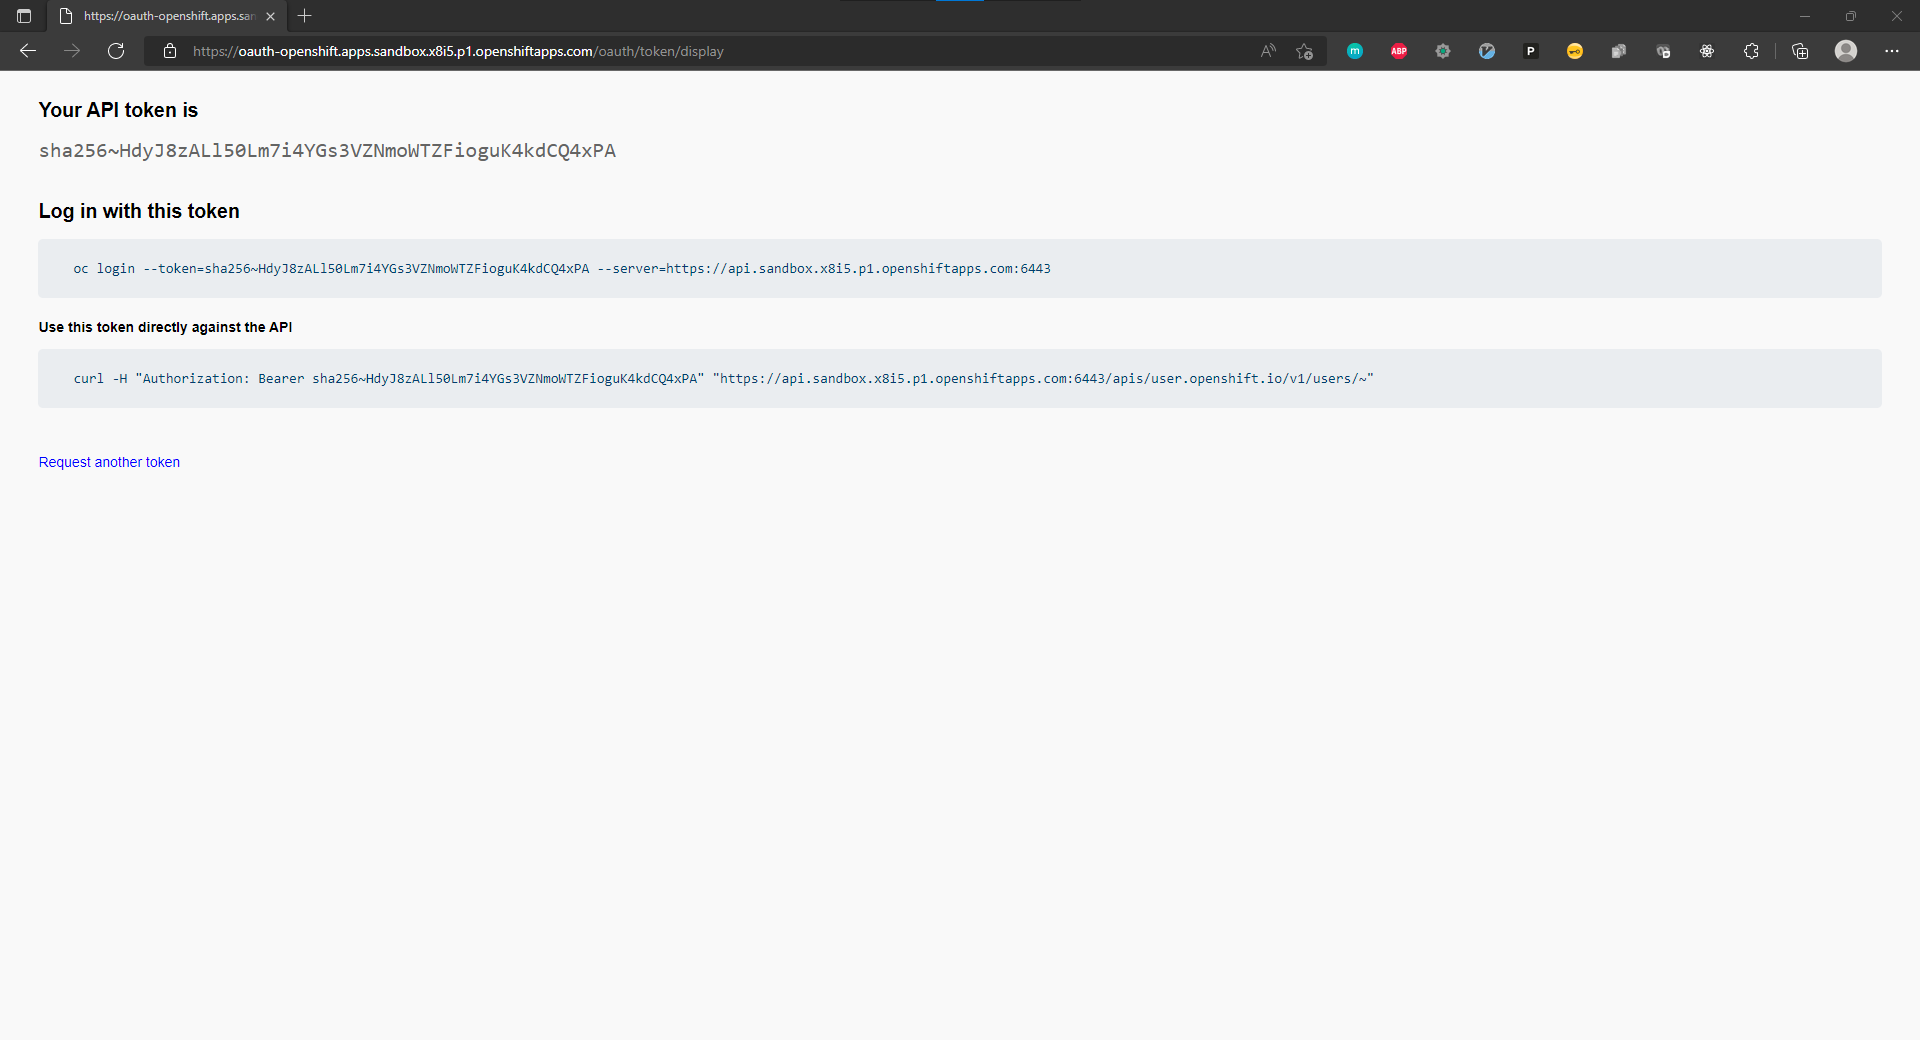 https://oauth-openshift.apps.san
https://oauth-openshift.apps.sandbox.x8i5.p1.openshiftapps.com/oauth/token/display
m
ABP
P
Your API token is
sha256~HdyJ8zALl50Lm7i4YGs3VZNmoWTZFioguK4kdCQ4xPA
Log in with this token
oc login --token=sha256~HdyJ8zALl50Lm7i4YGs3VZNmoWTZFioguK4kdCQ4xPA --server=https://api.sandbox.x8i5.p1.openshiftapps.com:6443
Use this token directly against the API
curl -H "Authorization: Bearer sha256~HdyJ8zALl50Lm7i4YGs3VZNmoWTZFioguK4kdCQ4xPA" "https://api.sandbox.x8i5.p1.openshiftapps.com:6443/apis/user.openshift.io/v1/users/~"
Request another token